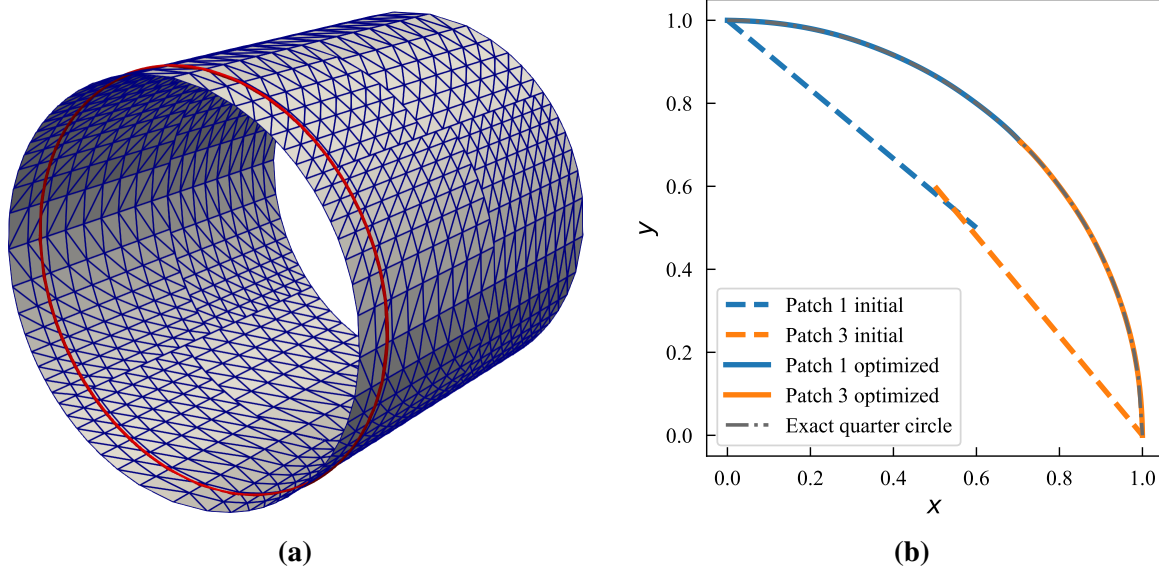 1.0
0.8
0.6
0.4
0.2
0.0
y
Patch 1 initial
Patch 3 initial
Patch 1 optimized
Patch 3 optimized
Exact quarter circle
0.0 0.2 0.4 0.6 0.8 1.0
x
(a) (b)